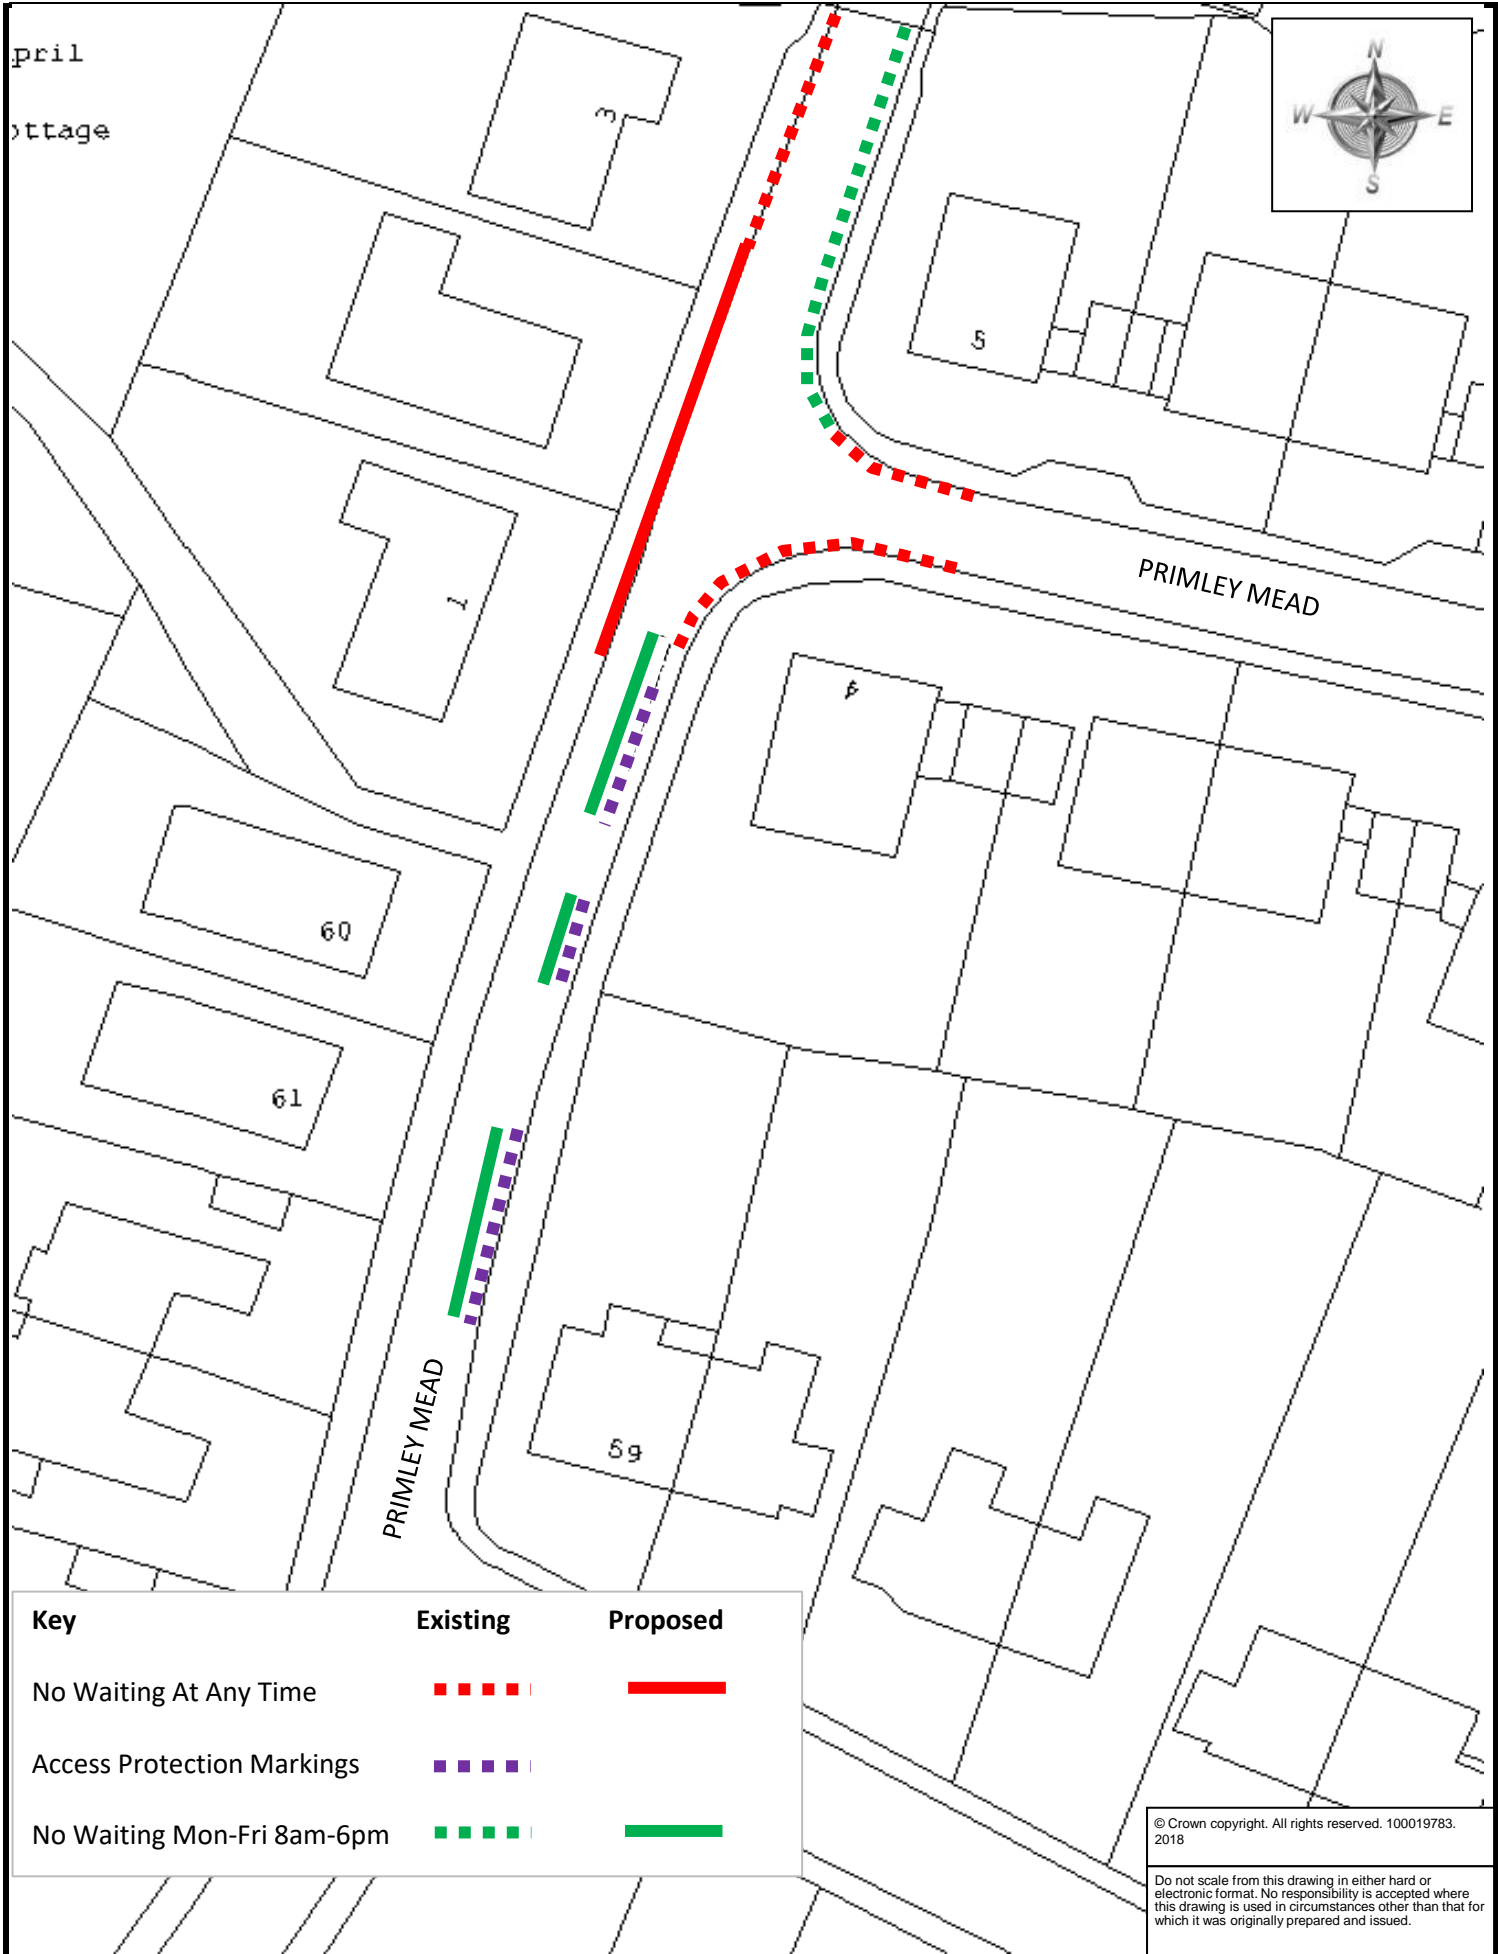 pril
ottage
N
W
E
S
3
5
PRIMLEY MEAD
1
60
61
PRIMLEY MEAD
59
Key Existing Proposed
No Waiting At Any Time
Access Protection Markings
No Waiting Mon-Fri 8am-6pm
© Crown copyright. All rights reserved. 100019783.
2018
Do not scale from this drawing in either hard or
electronic format. No responsibility is accepted where
this drawing is used in circumstances other than that for
which it was originally prepared and issued.